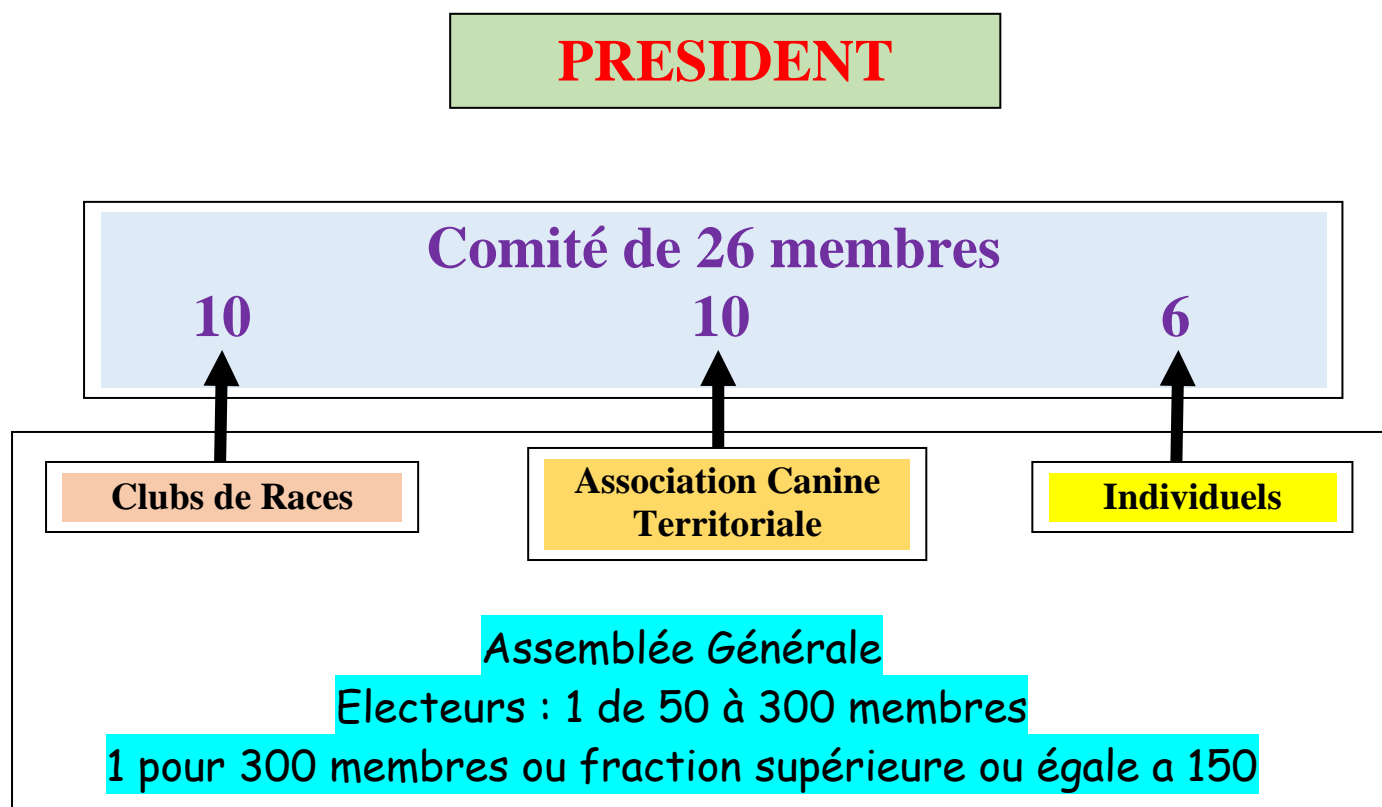 PRESIDENT
Comité de 26 membres
10 10 6
Clubs de Races
Association Canine
Territoriale
Individuels
Assemblée Générale
Electeurs : 1 de 50 à 300 membres
1 pour 300 membres ou fraction supérieure ou égale a 150